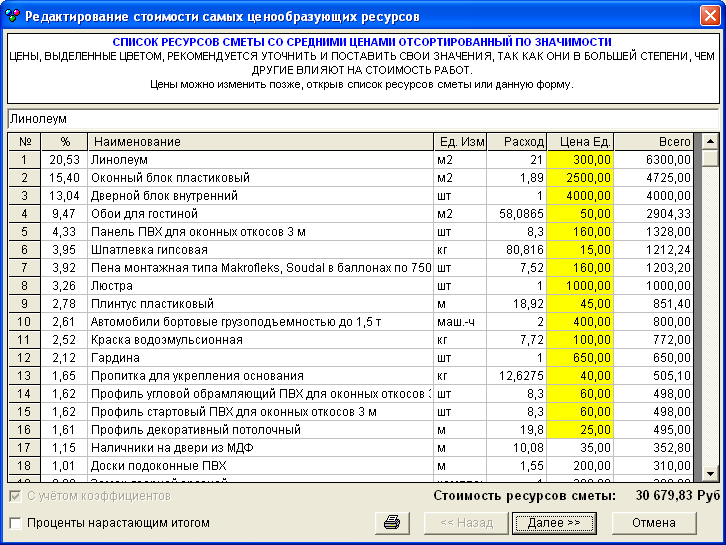 Редактирование стоимости самых ценообразующих ресурсов
СПИСОК РЕСУРСОВ СМЕТЫ СО СРЕДНИМИ ЦЕНАМИ ОТСОРТИРОВАННЫЙ ПО ЗНАЧИМОСТИ
ЦЕНЫ, ВЫДЕЛЕННЫЕ ЦВЕТОМ, РЕКОМЕНДУЕТСЯ УТОЧНИТЬ И ПОСТАВИТЬ СВОИ ЗНАЧЕНИЯ, ТАК КАК ОНИ В БОЛЬШЕЙ СТЕПЕНИ, ЧЕМ
ДРУГИЕ ВЛИЯЮТ НА СТОИМОСТЬ РАБОТ.
Цены можно изменить позже, открыв список ресурсов сметы или данную форму.
Линолеум
№ % Наименование Ед. Изм Расход Цена Ед. Всего
1 20,53 Линолеум м2 21 300,00 6300,00
2 15,40 Оконный блок пластиковый м2 1,89 2500,00 4725,00
3 13,04 Дверной блок внутренний шт 1 4000,00 4000,00
4 9,47 Обои для гостиной м2 58,0865 50,00 2904,33
5 4,33 Панель ПВХ для оконных откосов 3 м шт 8,3 160,00 1328,00
6 3,95 Шпатлевка гипсовая кг 80,816 15,00 1212,24
7 3,92 Пена монтажная типа Makrofleks, Soudal в баллонах по 750 шт 7,52 160,00 1203,20
8 3,26 Люстра шт 1 1000,00 1000,00
9 2,78 Плинтус пластиковый м 18,92 45,00 851,40
10 2,61 Автомобили бортовые грузоподъемностью до 1,5 т маш.-ч 2 400,00 800,00
11 2,52 Краска водоэмульсионная кг 7,72 100,00 772,00
12 2,12 Гардина шт 1 650,00 650,00
13 1,65 Пропитка для укрепления основания кг 12,6275 40,00 505,10
14 1,62 Профиль угловой обрамляющий ПВХ для оконных откосов шт 8,3 60,00 498,00
15 1,62 Профиль стартовый ПВХ для оконных откосов 3 м шт 8,3 60,00 498,00
16 1,61 Профиль декоративный потолочный м 19,8 25,00 495,00
17 1,15 Наличники на двери из МДФ м 10,08 35,00 352,80
18 1,01 Доски подоконные ПВХ м 1,55 200,00 310,00
С учётом коэффициентов Стоимость ресурсов сметы: 30 679,83 Руб
Проценты нарастающим итогом << Назад Далее >> Отмена